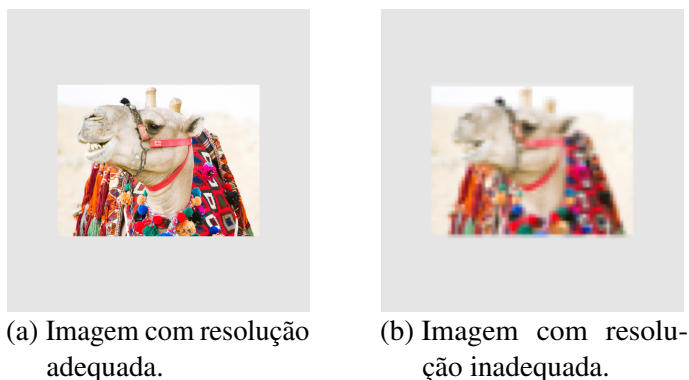 (a) Imagem com resolução
adequada.
(b) Imagem com resolu-
ção inadequada.